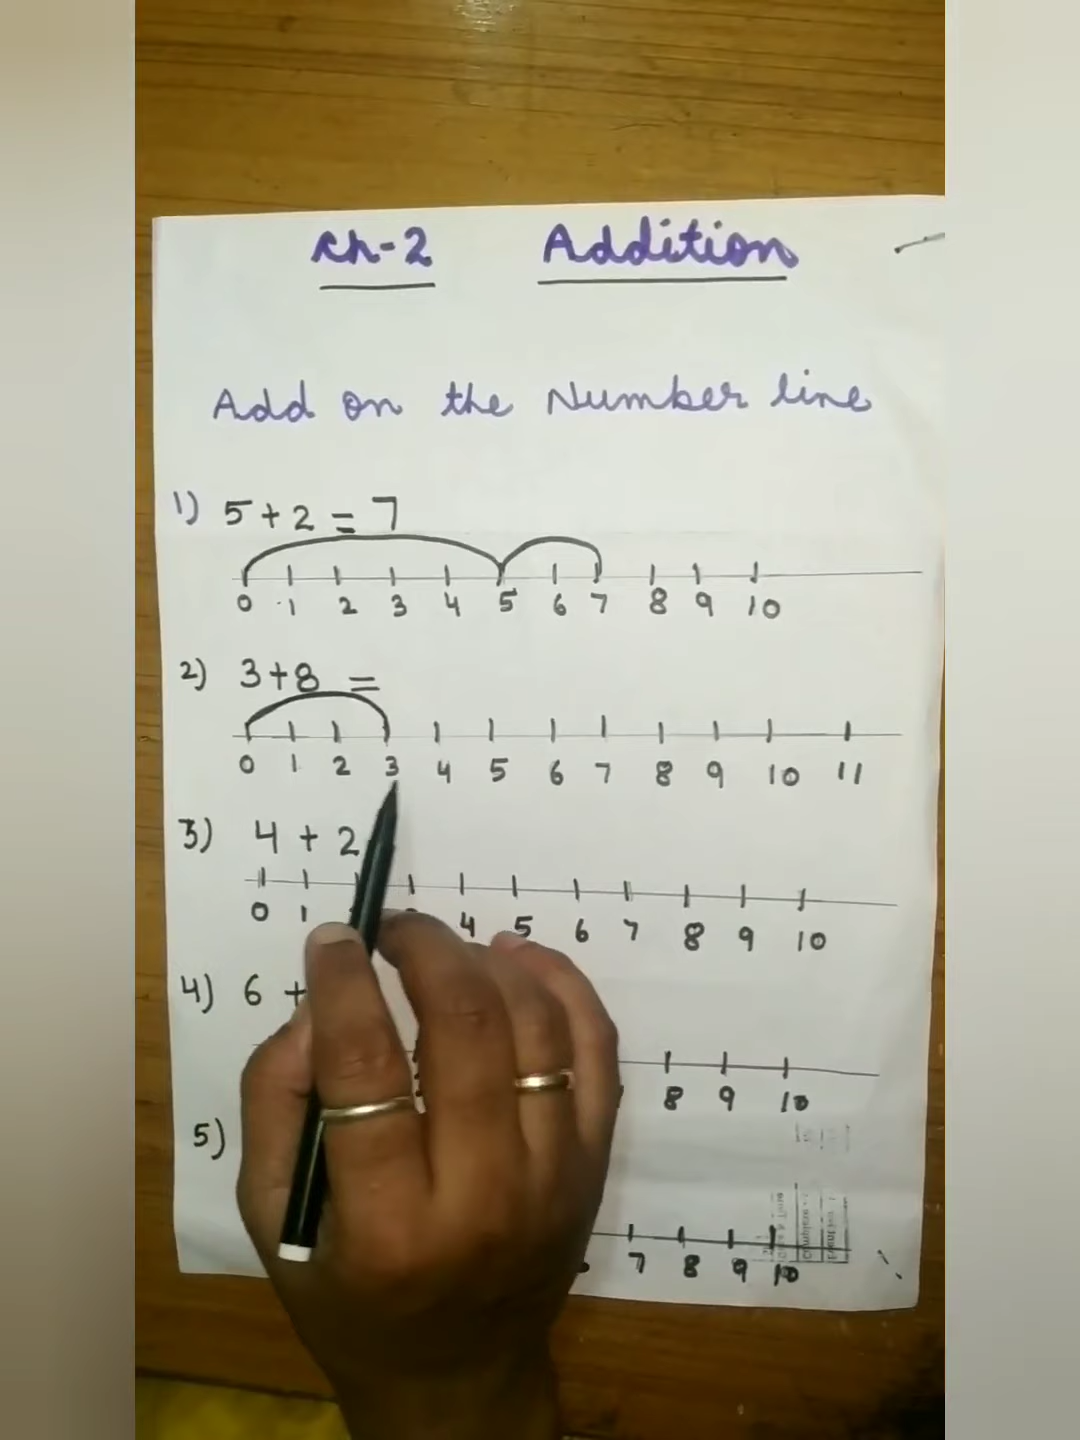 Ch-2 Addition
Add on the Number line
1) 5+2 = 7
0 1 2 3 4 5 6 7 8 9 10
2) 3+8 =
0 1 2 3 4 5 6 7 8 9 10 11
3) 4 + 2
0 1 4 5 6 7 8 9 10
4) 6 +
8 9 10
5)
7 8 9 10